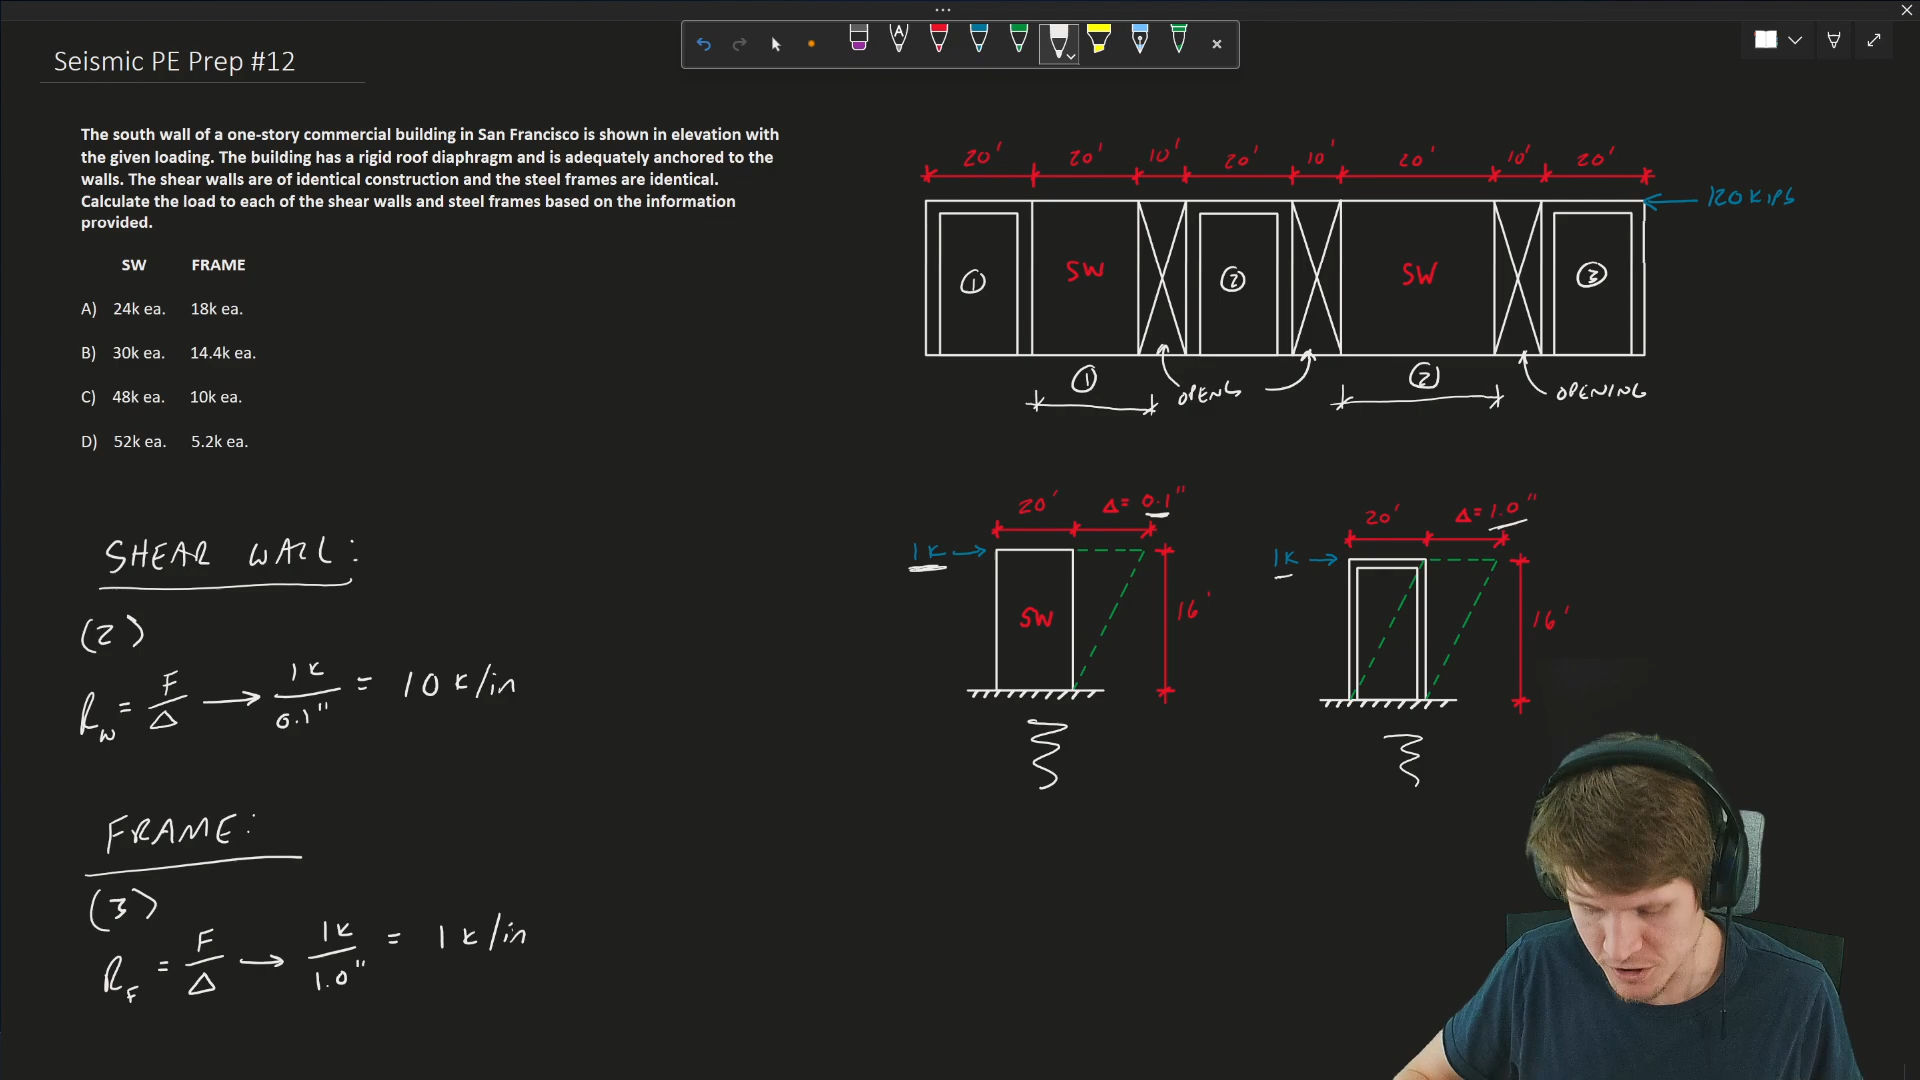 Seismic PE Prep #12
The south wall of a one-story commercial building in San Francisco is shown in elevation with
the given loading. The building has a rigid roof diaphragm and is adequately anchored to the
walls. The shear walls are of identical construction and the steel frames are identical.
Calculate the load to each of the shear walls and steel frames based on the information
provided.
SW FRAME
A) 24k ea. 18k ea.
B) 30k ea. 14.4k ea.
C) 48k ea. 10k ea.
D) 52k ea. 5.2k ea.
20' 20' 10' 20' 10' 20' 10' 20'
120 KIPS
① SW ② SW ③
① OPENG ② OPENING
20' Δ= 0.1"
1K
SW
16'
20' Δ= 1.0"
1K
16'
SHEAR WALL:
(2)
R_W = F/Δ → 1K/0.1" = 10 K/in
FRAME:
(3)
R_F = F/Δ → 1K/1.0" = 1 K/in